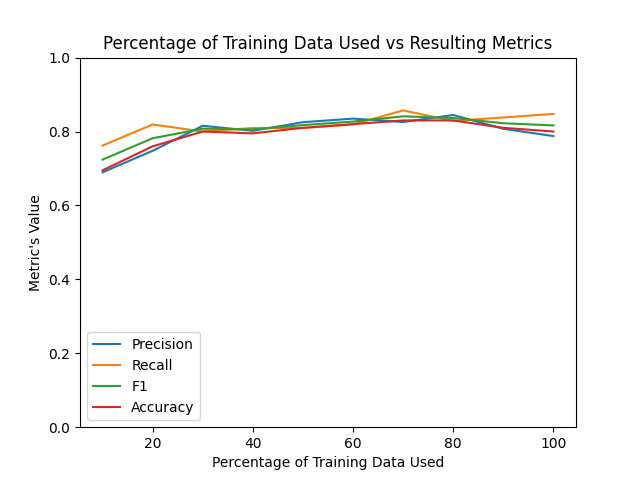 Percentage of Training Data Used vs Resulting Metrics
1.0
0.8
0.6
0.4
0.2
0.0
Metric's Value
Precision
Recall
F1
Accuracy
20 40 60 80 100
Percentage of Training Data Used